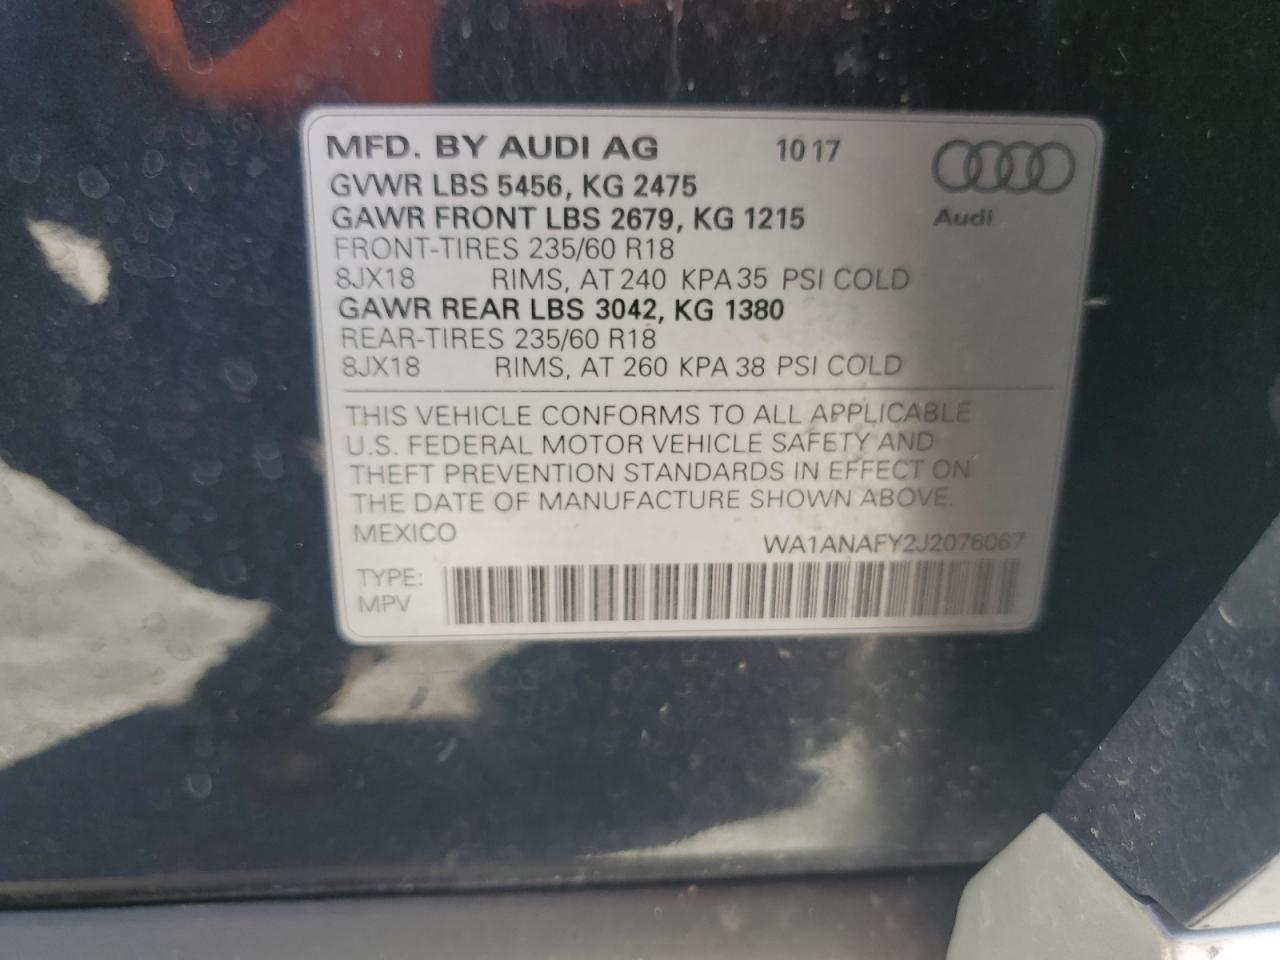 MFD. BY AUDI AG 10 17
GVWR LBS 5456, KG 2475
GAWR FRONT LBS 2679, KG 1215
Audi
FRONT-TIRES 235/60 R18
8JX18 RIMS, AT 240 KPA 35 PSI COLD
GAWR REAR LBS 3042, KG 1380
REAR-TIRES 235/60 R18
8JX18 RIMS, AT 260 KPA 38 PSI COLD
THIS VEHICLE CONFORMS TO ALL APPLICABLE
U.S. FEDERAL MOTOR VEHICLE SAFETY AND
THEFT PREVENTION STANDARDS IN EFFECT ON
THE DATE OF MANUFACTURE SHOWN ABOVE.
MEXICO WA1ANAFY2J2076067
TYPE:
MPV